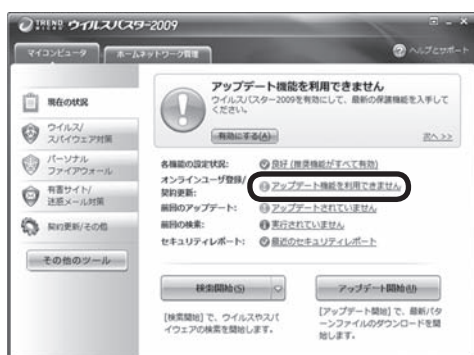 TREND MICRO ウイルスバスター2009
マイコンピュータ
ホームネットワーク管理
ヘルプとサポート
現在の状況
ウイルス/
スパイウェア対策
パーソナル
ファイアウォール
有害サイト/
迷惑メール対策
契約更新/その他
その他のツール
アップデート機能を利用できません
ウイルスバスター2009を有効にして、最新の保護機能を入手して
ください。
有効にする(A)
次へ >>
各機能の設定状況:
良好 (推奨機能がすべて有効)
オンラインユーザ登録/
契約更新:
アップデート機能を利用できません
前回のアップデート:
アップデートされていません
前回の検索:
実行されていません
セキュリティレポート:
最近のセキュリティレポート
検索開始(S)
アップデート開始(U)
[検索開始] で、ウイルスやスパ
イウェアの検索を開始します。
[アップデート開始] で、最新パタ
ーンファイルのダウンロードを開
始します。